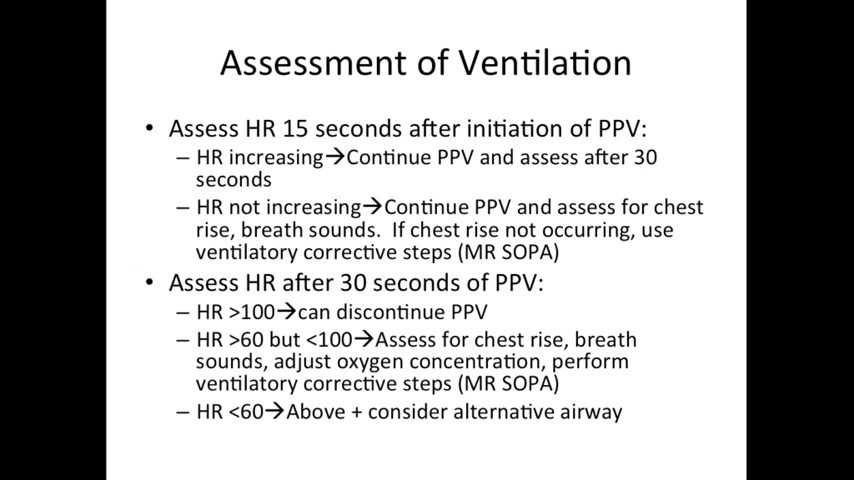 Assessment of Ventilation
• Assess HR 15 seconds after initiation of PPV:
– HR increasing→Continue PPV and assess after 30
seconds
– HR not increasing→Continue PPV and assess for chest
rise, breath sounds.  If chest rise not occurring, use
ventilatory corrective steps (MR SOPA)
• Assess HR after 30 seconds of PPV:
– HR >100→can discontinue PPV
– HR >60 but <100→Assess for chest rise, breath
sounds, adjust oxygen concentration, perform
ventilatory corrective steps (MR SOPA)
– HR <60→Above + consider alternative airway